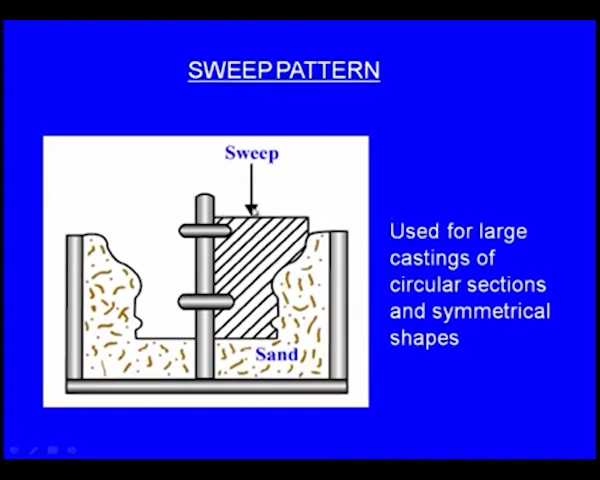 SWEEP PATTERN
Sweep
Used for large
castings of
circular sections
and symmetrical
shapes
Sand